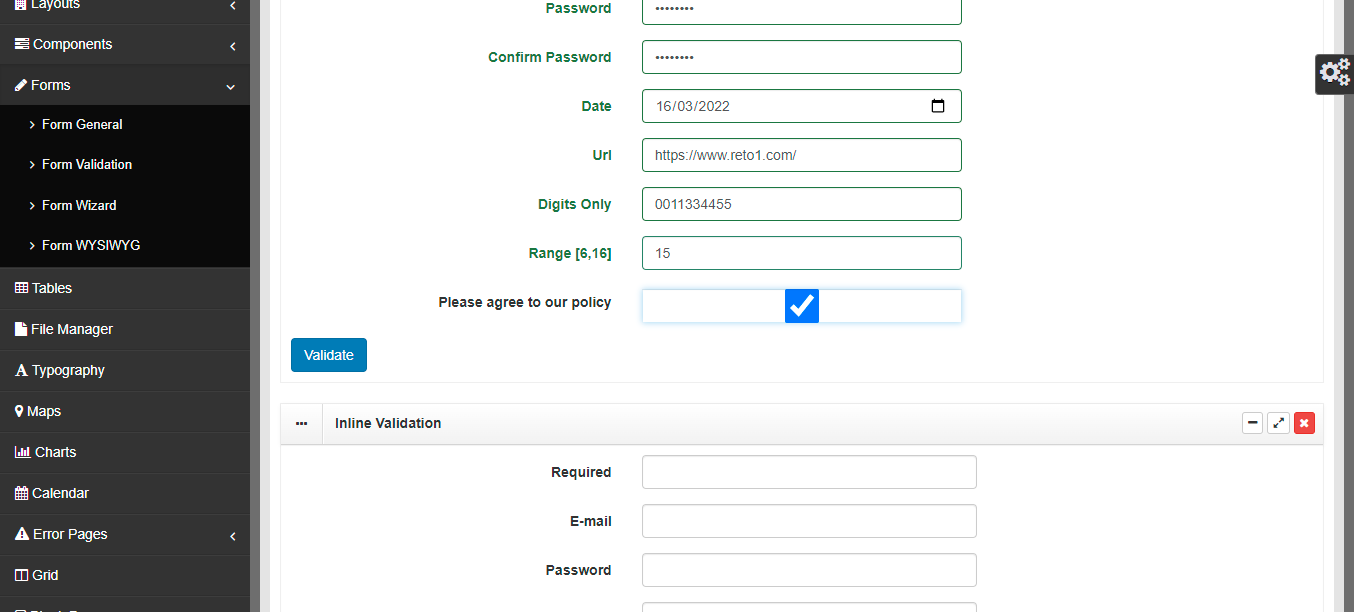 Layouts
Components
Forms
Form General
Form Validation
Form Wizard
Form WYSIWYG
Tables
File Manager
Typography
Maps
Charts
Calendar
Error Pages
Grid
Password ••••••••
Confirm Password ••••••••
Date 16/03/2022
Url https://www.reto1.com/
Digits Only 0011334455
Range [6,16] 15
Please agree to our policy
Validate
Inline Validation
Required
E-mail
Password